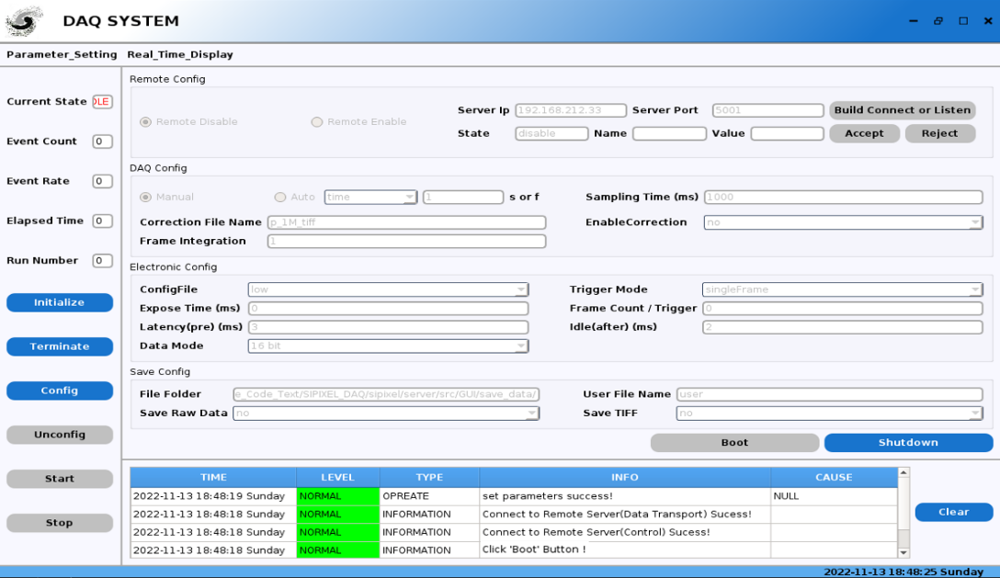 DAQ SYSTEM
Parameter_Setting Real_Time_Display
Current State
Event Count 0
Event Rate 0
Elapsed Time 0
Run Number 0
Initialize
Terminate
Config
Unconfig
Start
Stop
Remote Config
Remote Disable Remote Enable Server Ip 192.168.212.33 Server Port 5001 Build Connect or Listen
State disable Name Value Accept Reject
DAQ Config
Manual Auto time 1 s or f Sampling Time (ms) 1000
Correction File Name p_1M_tiff EnableCorrection no
Frame Integration 1
Electronic Config
ConfigFile low Trigger Mode singleFrame
Expose Time (ms) 0 Frame Count / Trigger 0
Latency(pre) (ms) 3 Idle(after) (ms) 2
Data Mode 16 bit
Save Config
File Folder e_Code_Text/SIPIXEL_DAQ/sipixel/server/src/GUI/save_data/ User File Name user
Save Raw Data no Save TIFF no
Boot Shutdown
TIME LEVEL TYPE INFO CAUSE
2022-11-13 18:48:19 Sunday NORMAL OPREATE set parameters success! NULL
2022-11-13 18:48:18 Sunday NORMAL INFORMATION Connect to Remote Server(Data Transport) Sucess!
2022-11-13 18:48:18 Sunday NORMAL INFORMATION Connect to Remote Server(Control) Sucess!
2022-11-13 18:48:18 Sunday NORMAL INFORMATION Click 'Boot' Button !
Clear
2022-11-13 18:48:25 Sunday